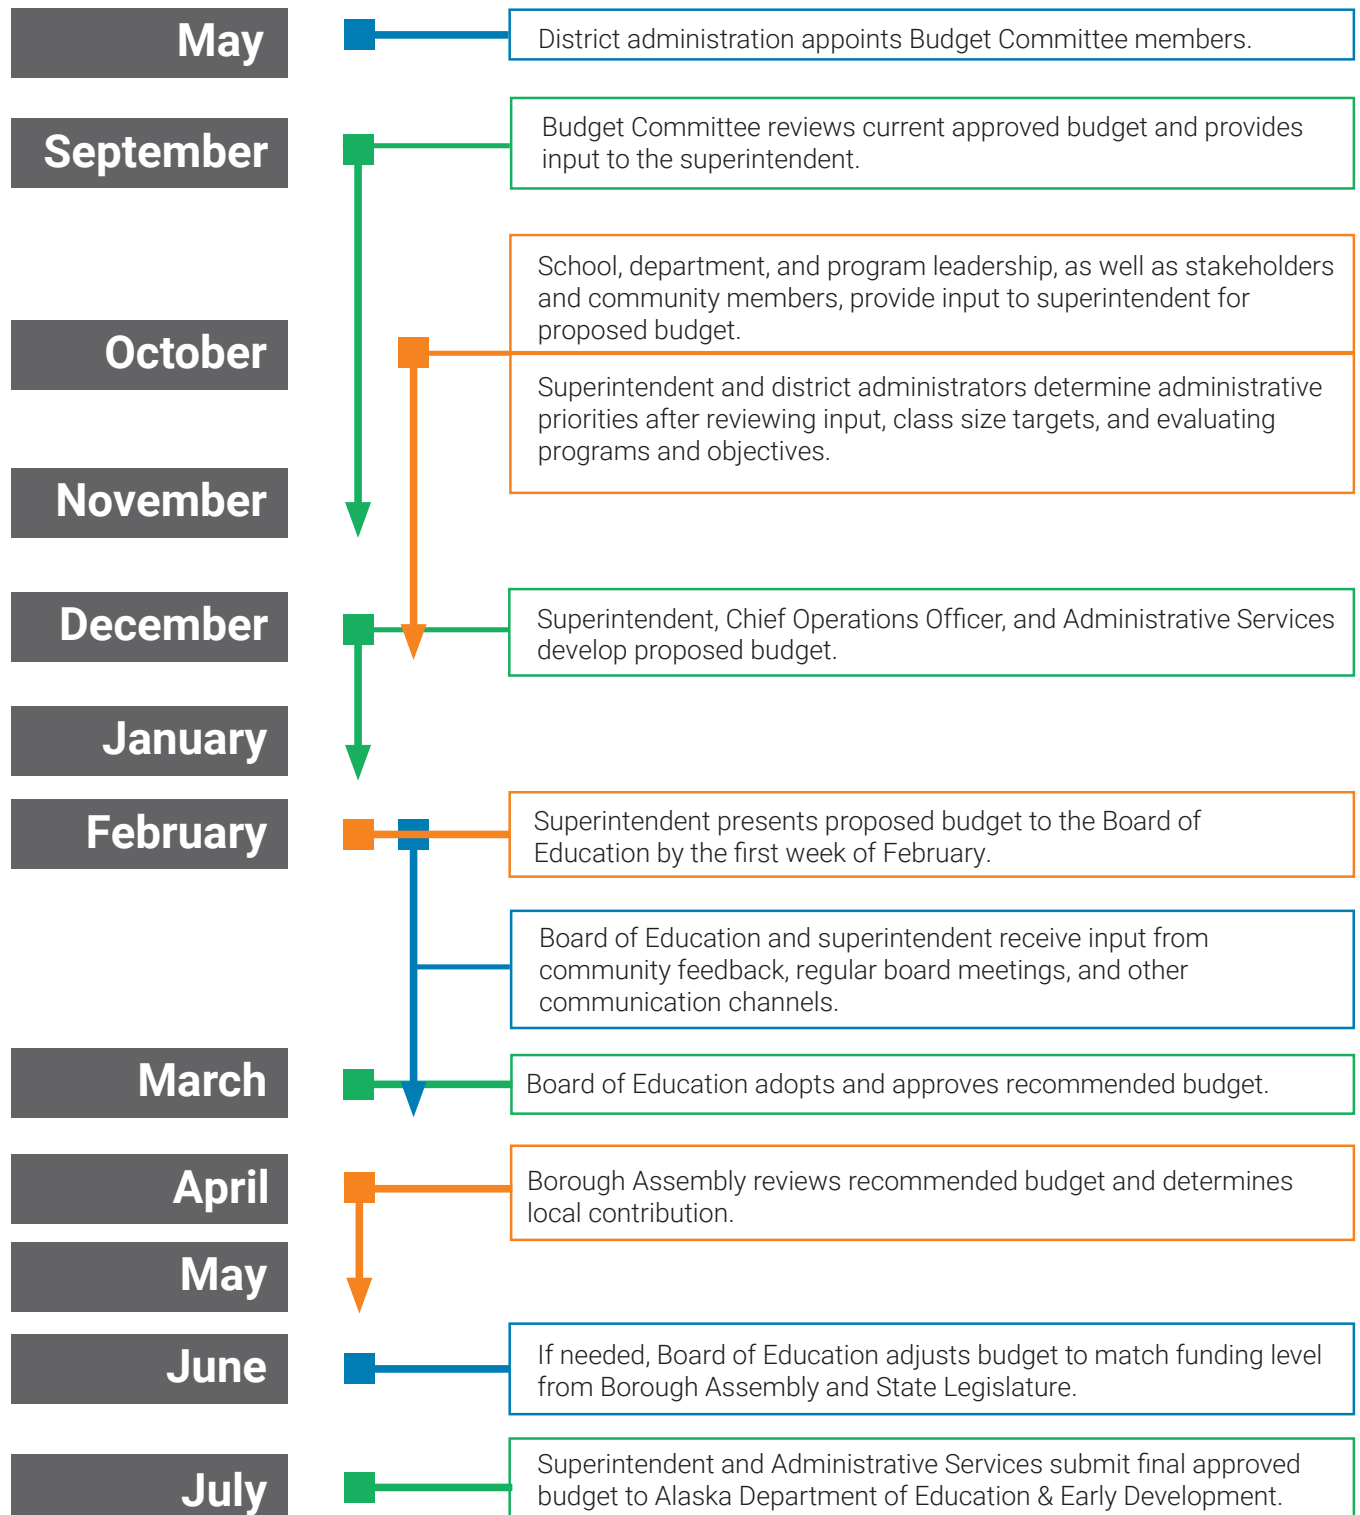 May
District administration appoints Budget Committee members.
September
Budget Committee reviews current approved budget and provides
input to the superintendent.
School, department, and program leadership, as well as stakeholders
and community members, provide input to superintendent for
proposed budget.
October
Superintendent and district administrators determine administrative
priorities after reviewing input, class size targets, and evaluating
programs and objectives.
November
December
Superintendent, Chief Operations Officer, and Administrative Services
develop proposed budget.
January
February
Superintendent presents proposed budget to the Board of
Education by the first week of February.
Board of Education and superintendent receive input from
community feedback, regular board meetings, and other
communication channels.
March
Board of Education adopts and approves recommended budget.
April
Borough Assembly reviews recommended budget and determines
local contribution.
May
June
If needed, Board of Education adjusts budget to match funding level
from Borough Assembly and State Legislature.
July
Superintendent and Administrative Services submit final approved
budget to Alaska Department of Education & Early Development.